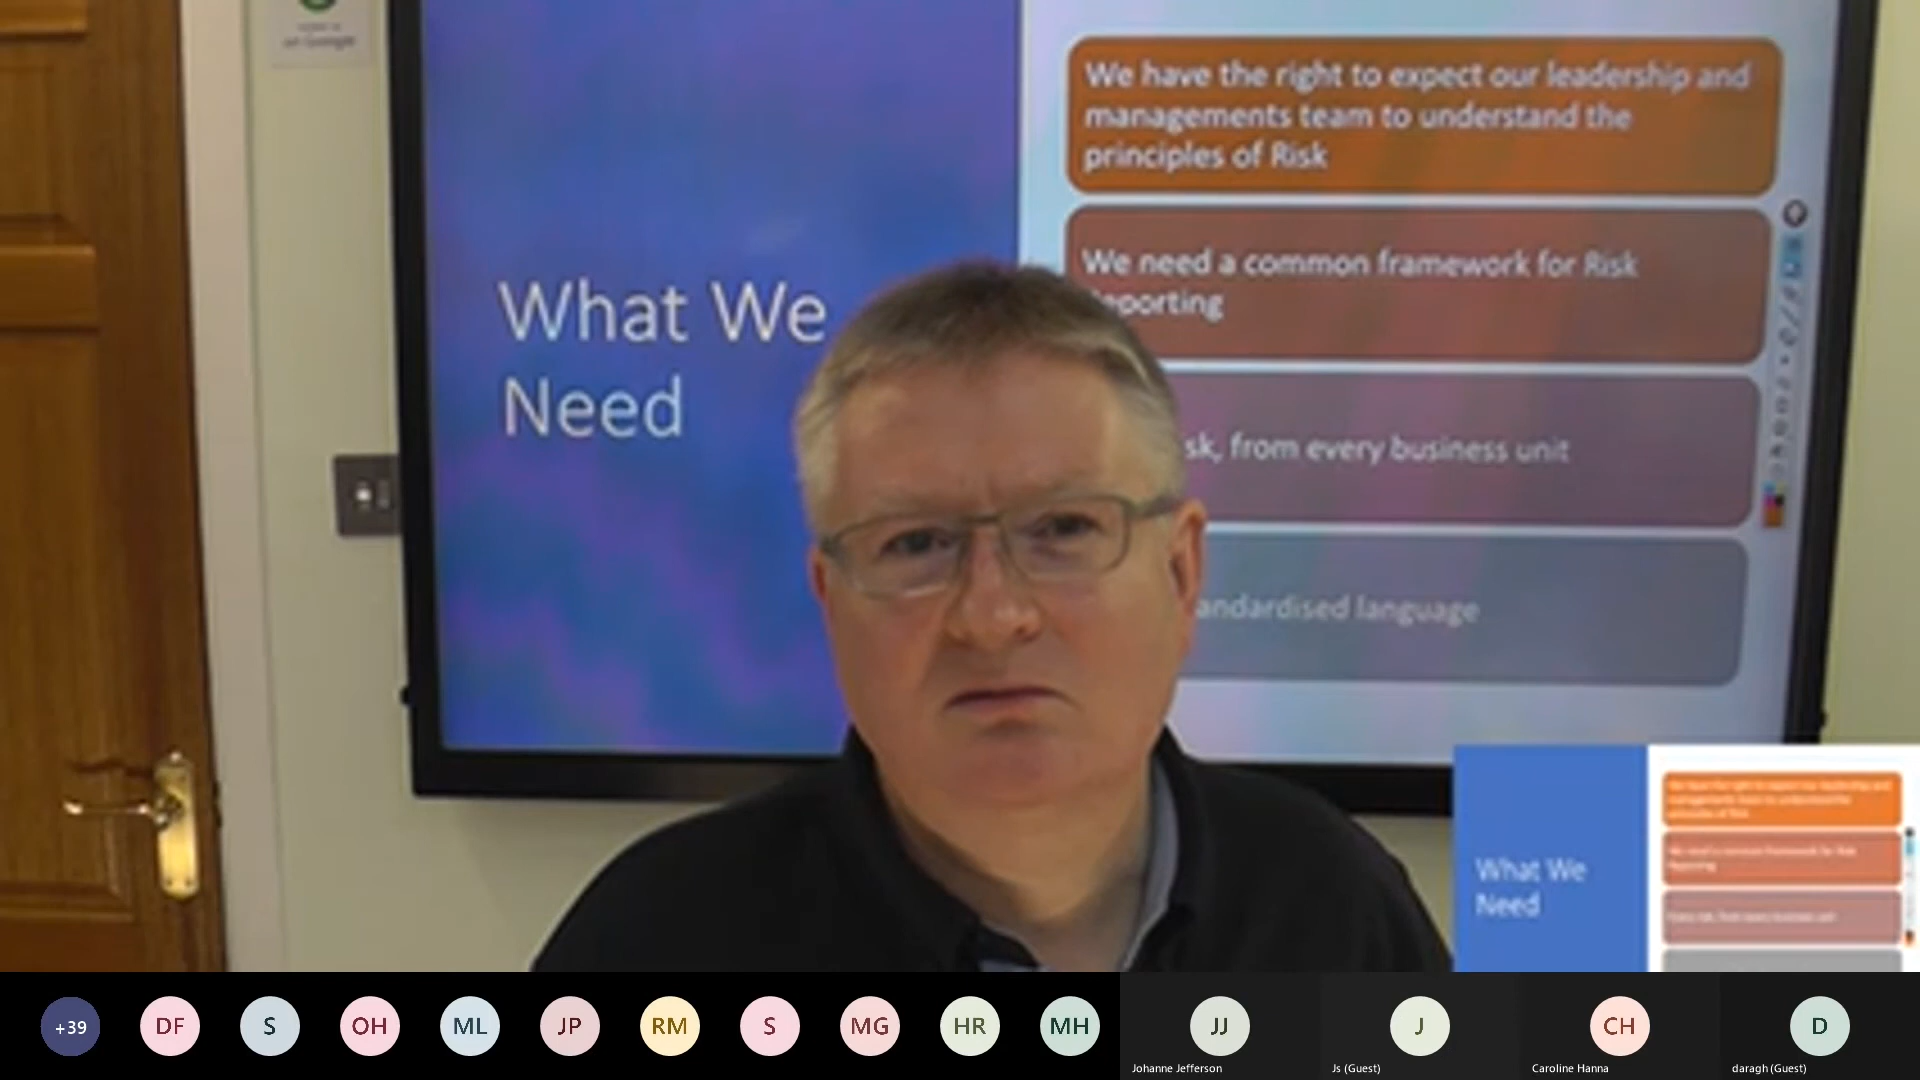 What We
Need
We have the right to expect our leadership and
managements team to understand the
principles of Risk
We need a common framework for Risk
eporting
sk, from every business unit
andardised language
What We
Need
+39
DF
S
OH
ML
JP
RM
S
MG
HR
MH
JJ
J
CH
D
Johanne Jefferson
Js (Guest)
Caroline Hanna
daragh (Guest)